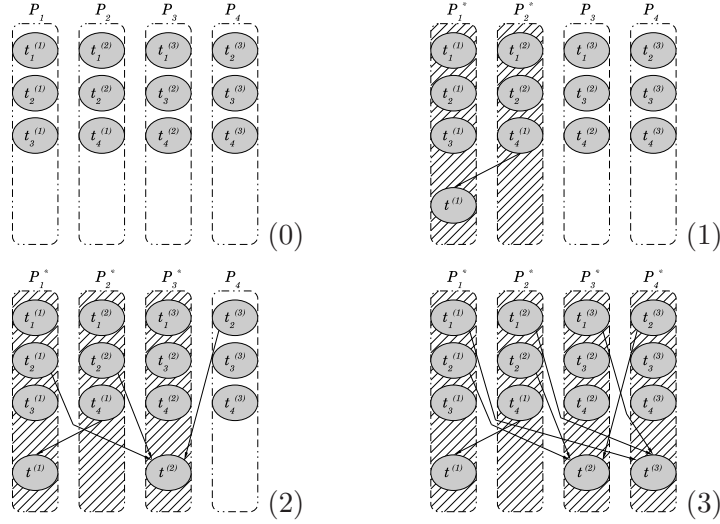 P₁ P₂ P₃ P₄
t₁⁽¹⁾ t₁⁽²⁾ t₁⁽³⁾ t₂⁽³⁾
t₂⁽¹⁾ t₂⁽²⁾ t₃⁽²⁾ t₃⁽³⁾
t₃⁽¹⁾ t₄⁽¹⁾ t₄⁽²⁾ t₄⁽³⁾
(0)
P₁* P₂* P₃ P₄
t₁⁽¹⁾ t₁⁽²⁾ t₁⁽³⁾ t₂⁽³⁾
t₂⁽¹⁾ t₂⁽²⁾ t₃⁽²⁾ t₃⁽³⁾
t₃⁽¹⁾ t₄⁽¹⁾ t₄⁽²⁾ t₄⁽³⁾
t⁽¹⁾
(1)
P₁* P₂* P₃* P₄
t₁⁽¹⁾ t₁⁽²⁾ t₁⁽³⁾ t₂⁽³⁾
t₂⁽¹⁾ t₂⁽²⁾ t₃⁽²⁾ t₃⁽³⁾
t₃⁽¹⁾ t₄⁽¹⁾ t₄⁽²⁾ t₄⁽³⁾
t⁽¹⁾ t⁽²⁾
(2)
P₁* P₂* P₃* P₄*
t₁⁽¹⁾ t₁⁽²⁾ t₁⁽³⁾ t₂⁽³⁾
t₂⁽¹⁾ t₂⁽²⁾ t₃⁽²⁾ t₃⁽³⁾
t₃⁽¹⁾ t₄⁽¹⁾ t₄⁽²⁾ t₄⁽³⁾
t⁽¹⁾ t⁽²⁾ t⁽³⁾
(3)